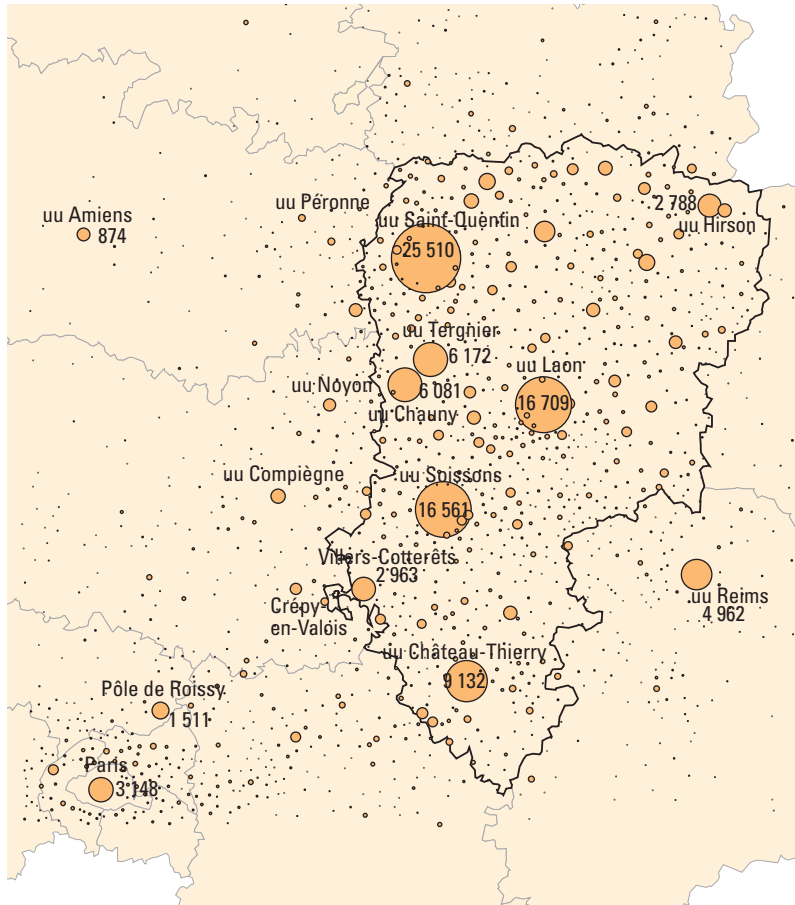 uu Amiens
874
uu Péronne
uu Saint-Quentin
25 510
2 788
uu Hirson
uu Tergnier
6 172
uu Noyon
6 081
uu Chauny
uu Laon
16 709
uu Compiègne
uu Soissons
16 561
Villers-Cotterêts
2 963
Crépy-
en-Valois
uu Reims
4 962
uu Château-Thierry
9 132
Pôle de Roissy
1 511
Paris
3 148